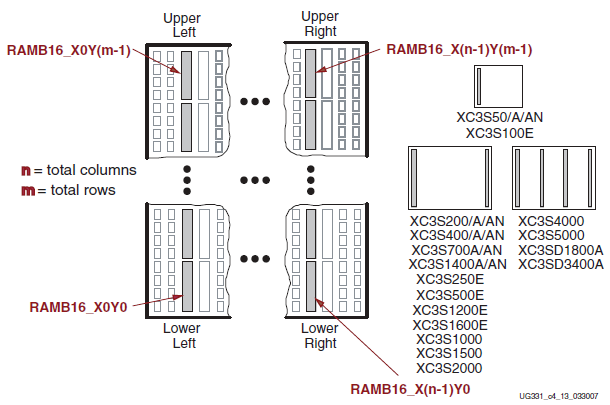 Upper
Left
Upper
Right
RAMB16_X0Y(m-1)
RAMB16_X(n-1)Y(m-1)
XC3S50/A/AN
XC3S100E
n = total columns
m = total rows
XC3S200/A/AN
XC3S400/A/AN
XC3S700A/AN
XC3S1400A/AN
XC3S250E
XC3S500E
XC3S1200E
XC3S1600E
XC3S1000
XC3S1500
XC3S2000
XC3S4000
XC3S5000
XC3SD1800A
XC3SD3400A
RAMB16_X0Y0
Lower
Left
Lower
Right
RAMB16_X(n-1)Y0
UG331_c4_13_033007